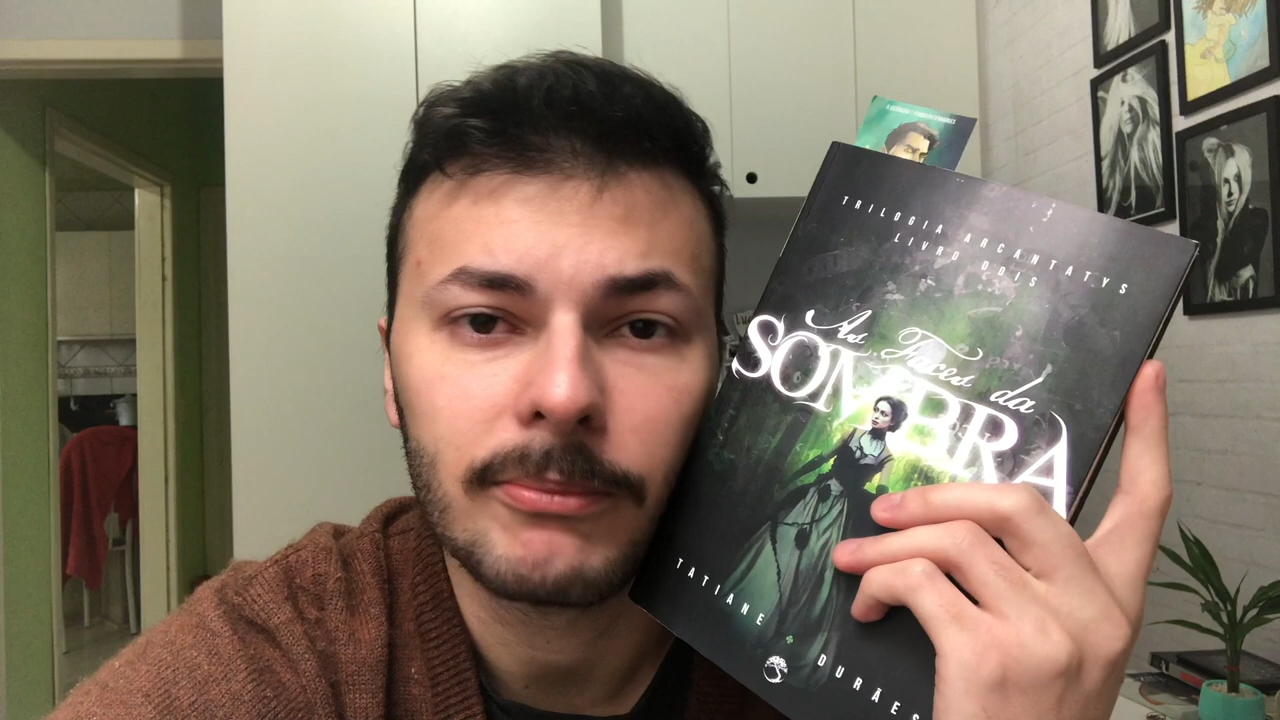 TRILOGIA ARCANTATYS
LIVRO DOIS
As Faces da
SOMBRA
TATIANE DURÃES